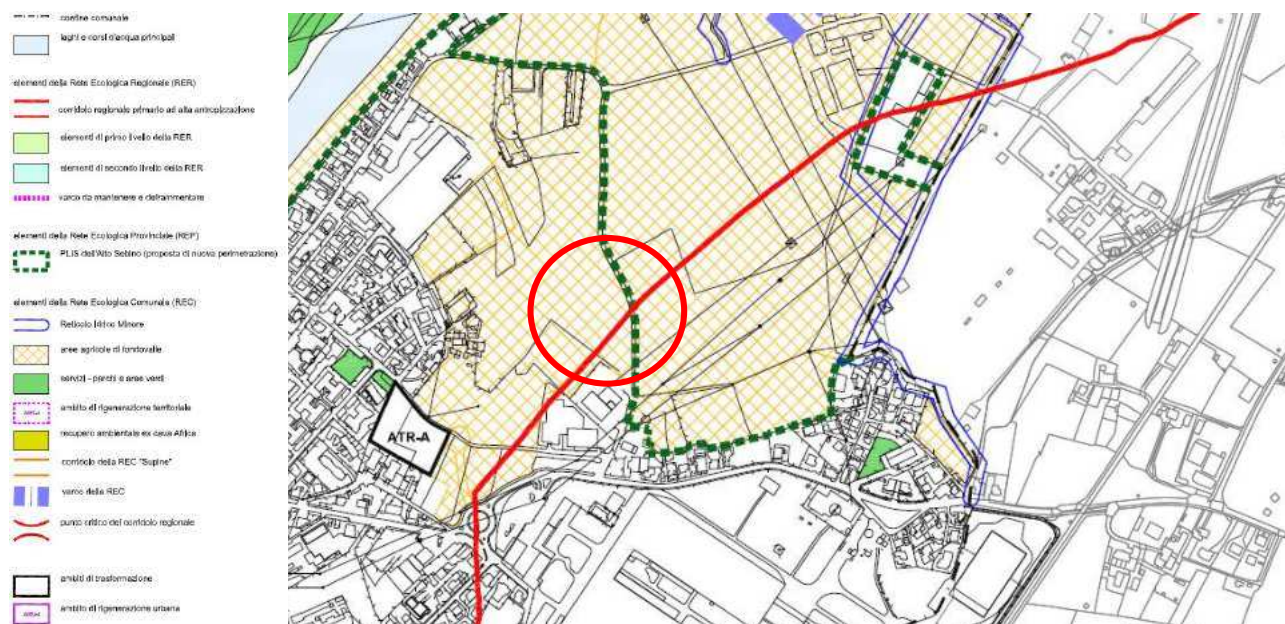 confine comunale
laghi e corsi d'acqua principali
elementi della Rete Ecologica Regionale (RER)
corridoio regionale primario ad alta antropizzazione
elementi di primo livello della RER
elementi di secondo livello della RER
varco da mantenere e deframmentare
elementi della Rete Ecologica Provinciale (REP)
PLIS dell'Alto Sebino (proposta di nuova perimetrazione)
elementi della Rete Ecologica Comunale (REC)
Reticolo Idrico Minore
aree agricole di fondovalle
servizi - parchi e aree verdi
ambito di rigenerazione territoriale
recupero ambientale ex cava Africa
corridoio della REC "Supine"
varco della REC
punto critico del corridoio regionale
ambiti di trasformazione
ambito di rigenerazione urbana
ATR-A